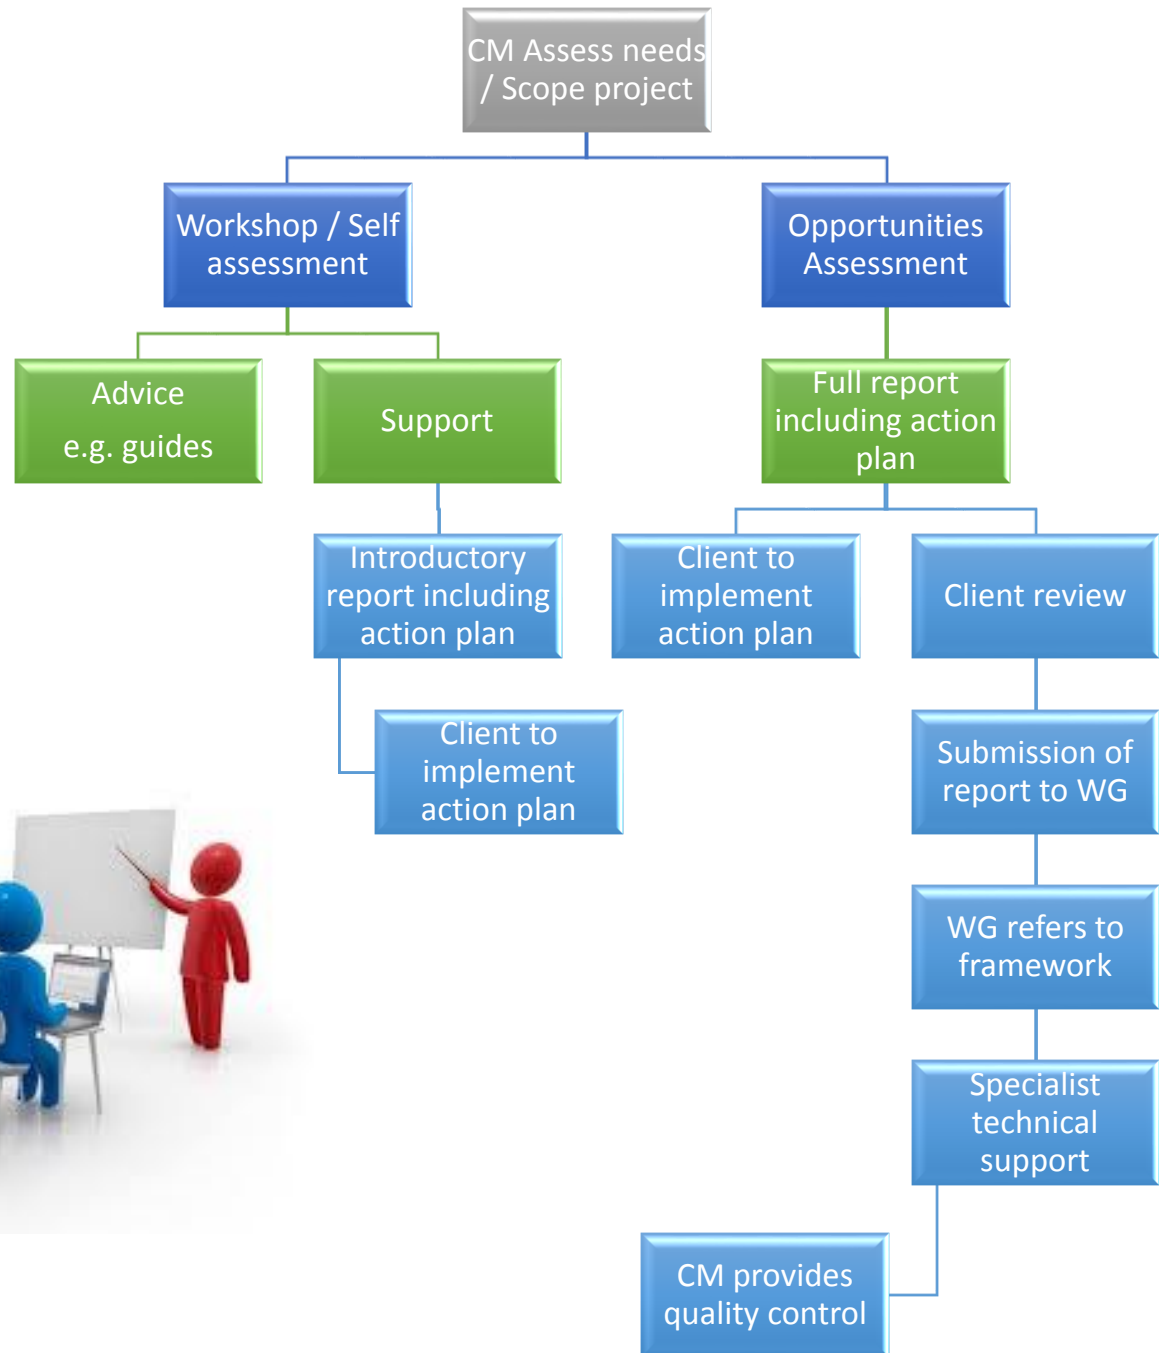 CM Assess needs
/ Scope project
Workshop / Self
assessment
Opportunities
Assessment
Advice
e.g. guides
Support
Full report
including action
plan
Introductory
report including
action plan
Client to
implement
action plan
Client review
Client to
implement
action plan
Submission of
report to WG
WG refers to
framework
Specialist
technical
support
CM provides
quality control